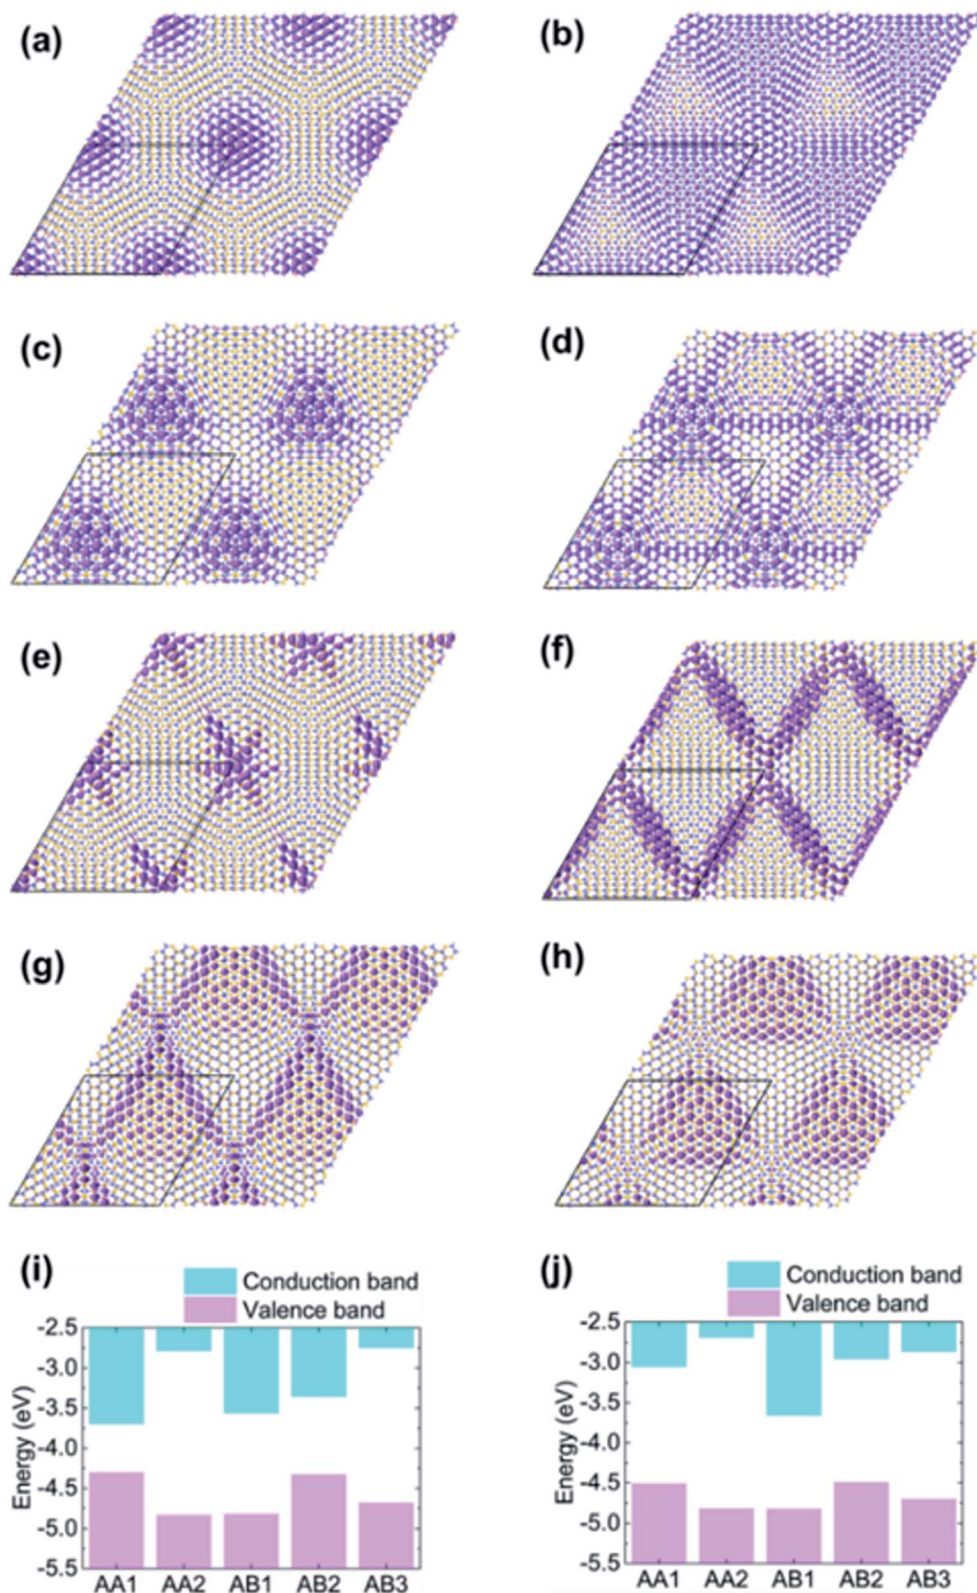 (a)
(b)
(c)
(d)
(e)
(f)
(g)
(h)
(i)
Conduction band
Valence band
-2.5
-3.0
-3.5
-4.0
-4.5
-5.0
-5.5
Energy (eV)
AA1 AA2 AB1 AB2 AB3
(j)
Conduction band
Valence band
-2.5
-3.0
-3.5
-4.0
-4.5
-5.0
-5.5
Energy (eV)
AA1 AA2 AB1 AB2 AB3